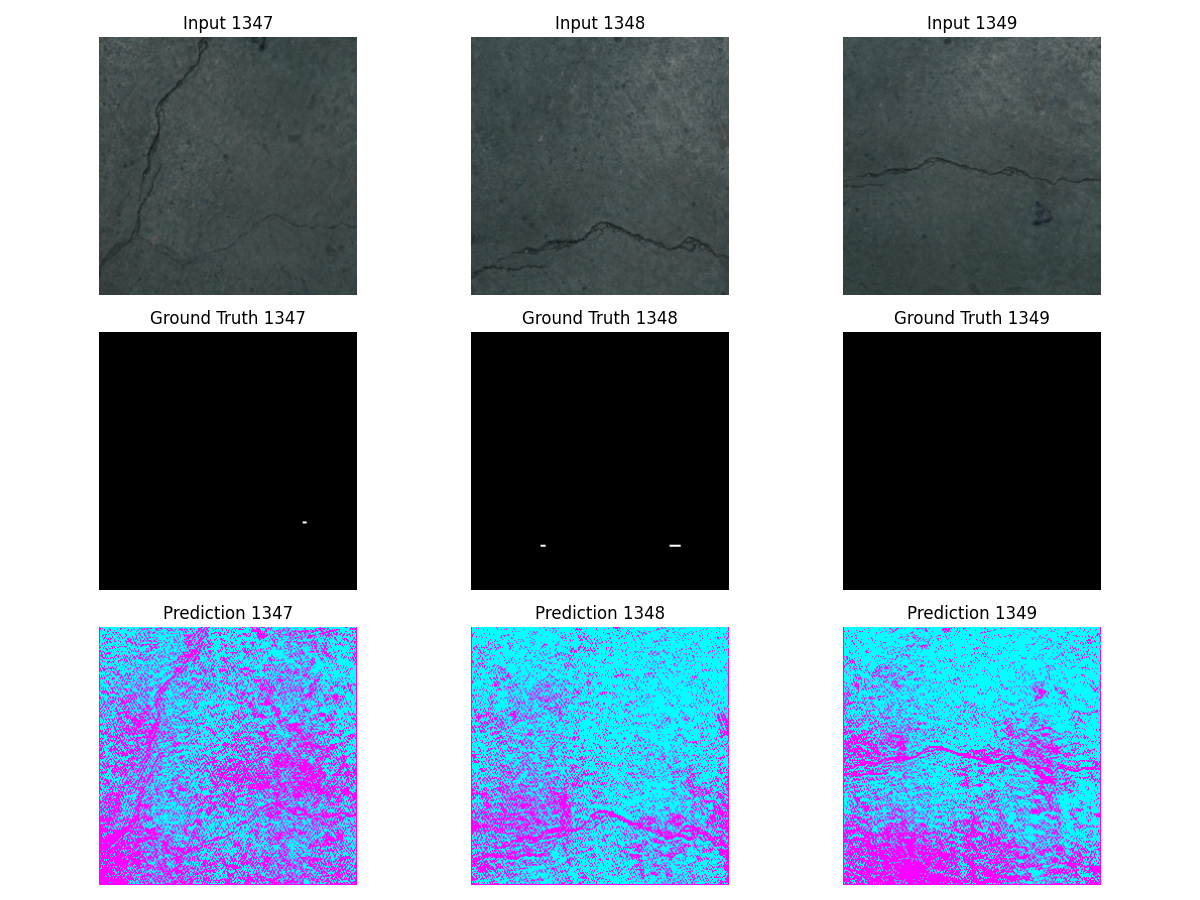 Input 1347
Input 1348
Input 1349
Ground Truth 1347
Ground Truth 1348
Ground Truth 1349
Prediction 1347
Prediction 1348
Prediction 1349